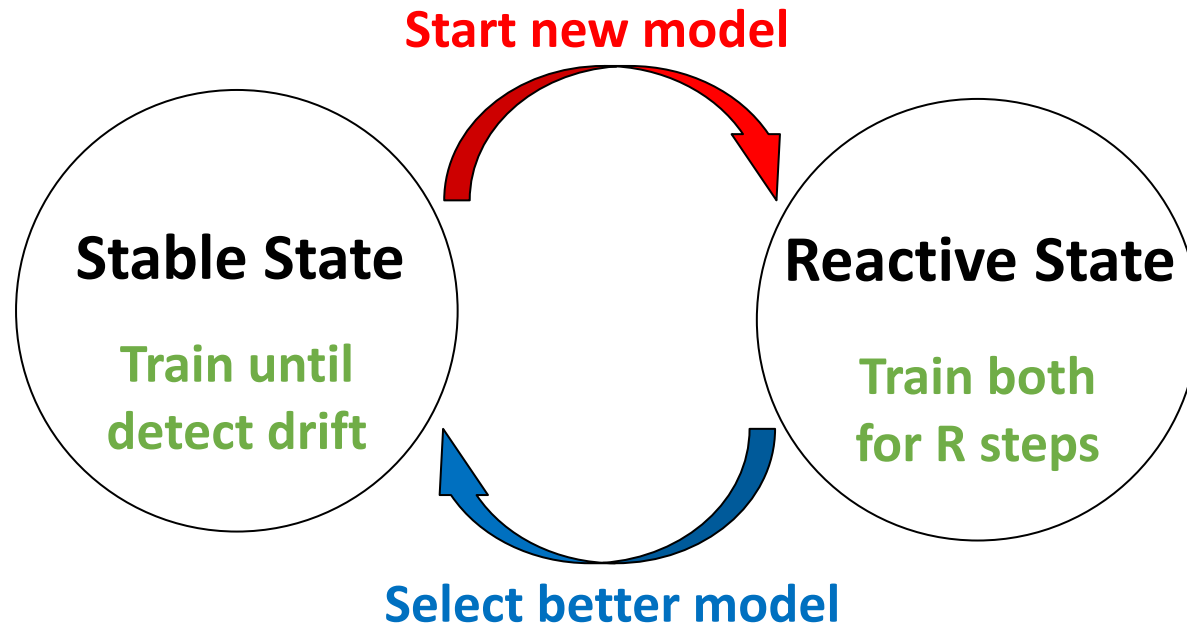 Start new model
Stable State
Train until
detect drift
Reactive State
Train both
for R steps
Select better model